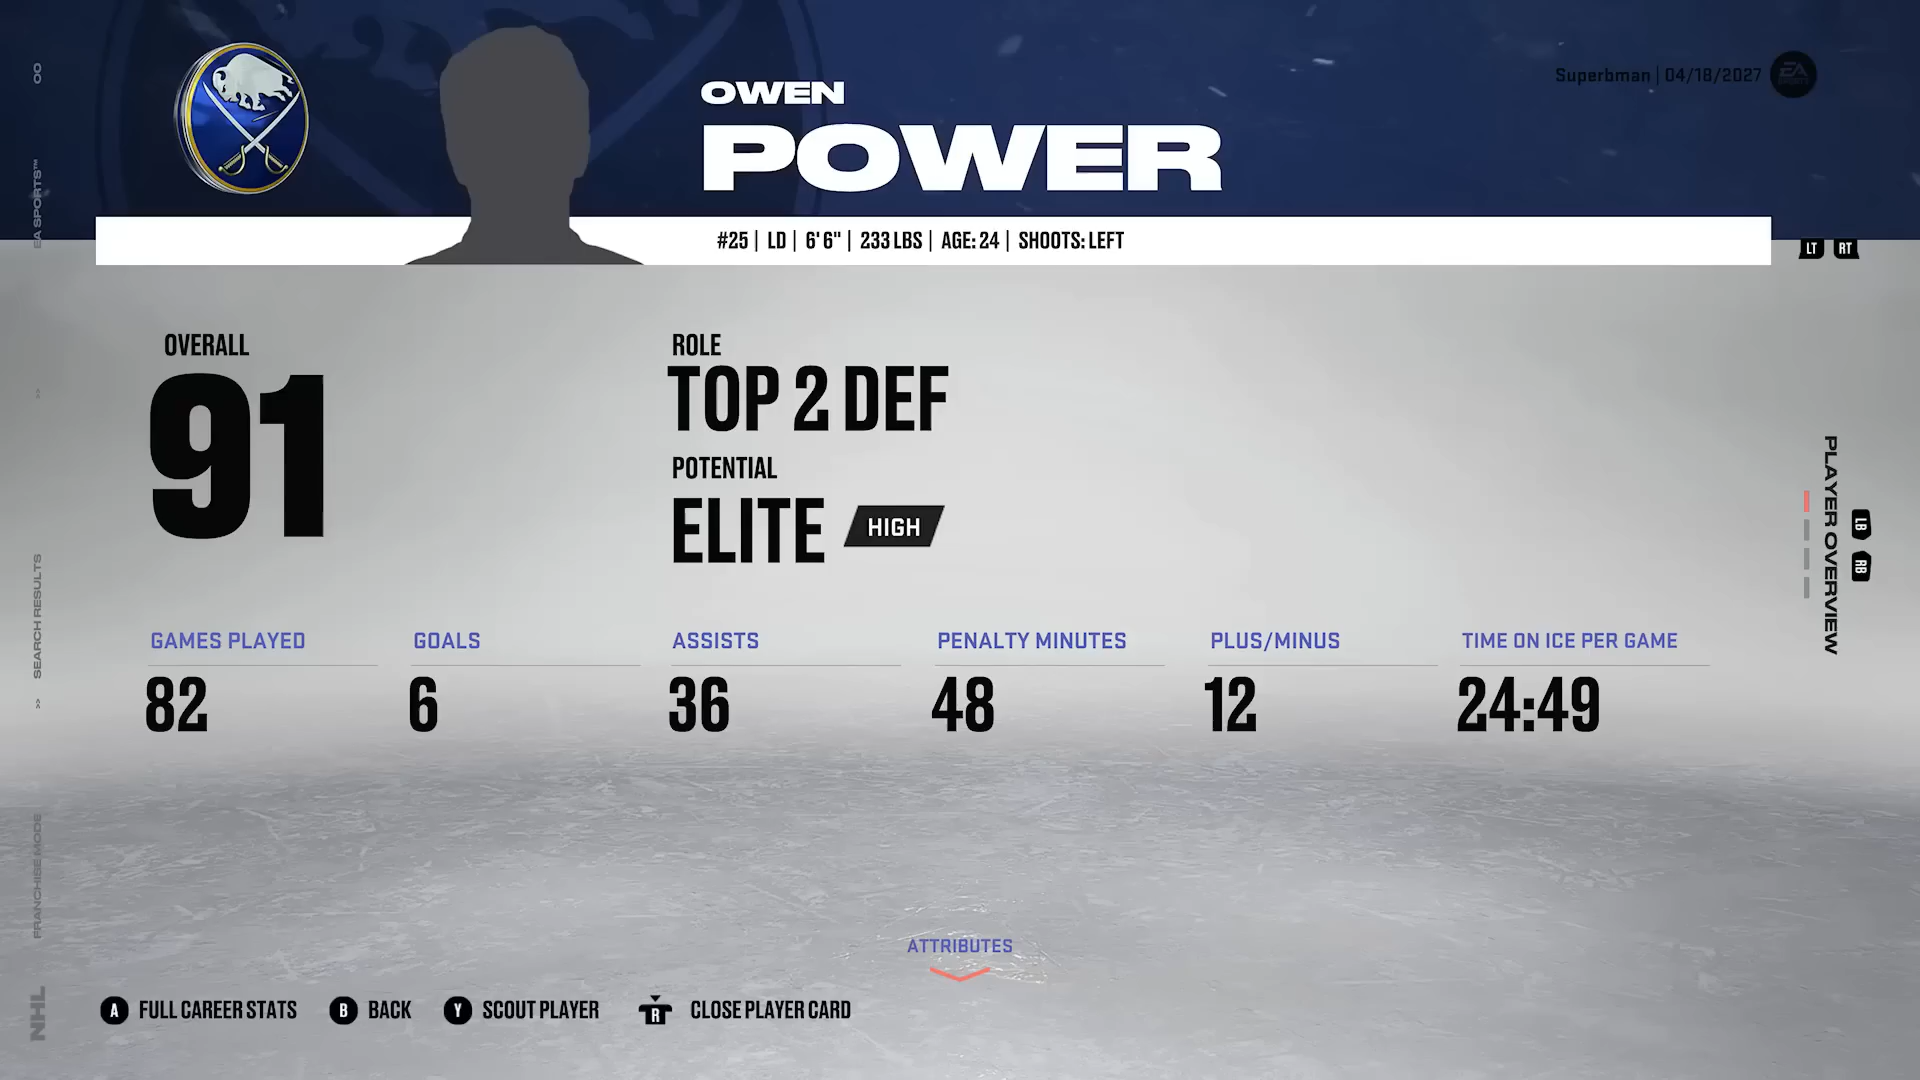 OWEN
POWER
Superbman | 04/18/2027
#25 | LD | 6' 6" | 233 LBS | AGE: 24 | SHOOTS: LEFT
LT RT
OVERALL
91
ROLE
TOP 2 DEF
POTENTIAL
ELITE HIGH
GAMES PLAYED GOALS ASSISTS PENALTY MINUTES PLUS/MINUS TIME ON ICE PER GAME
82 6 36 48 12 24:49
ATTRIBUTES
A FULL CAREER STATS B BACK Y SCOUT PLAYER R CLOSE PLAYER CARD
PLAYER OVERVIEW
LB RB
NHL FRANCHISE MODE >> SEARCH RESULTS >> EA SPORTS™
EA